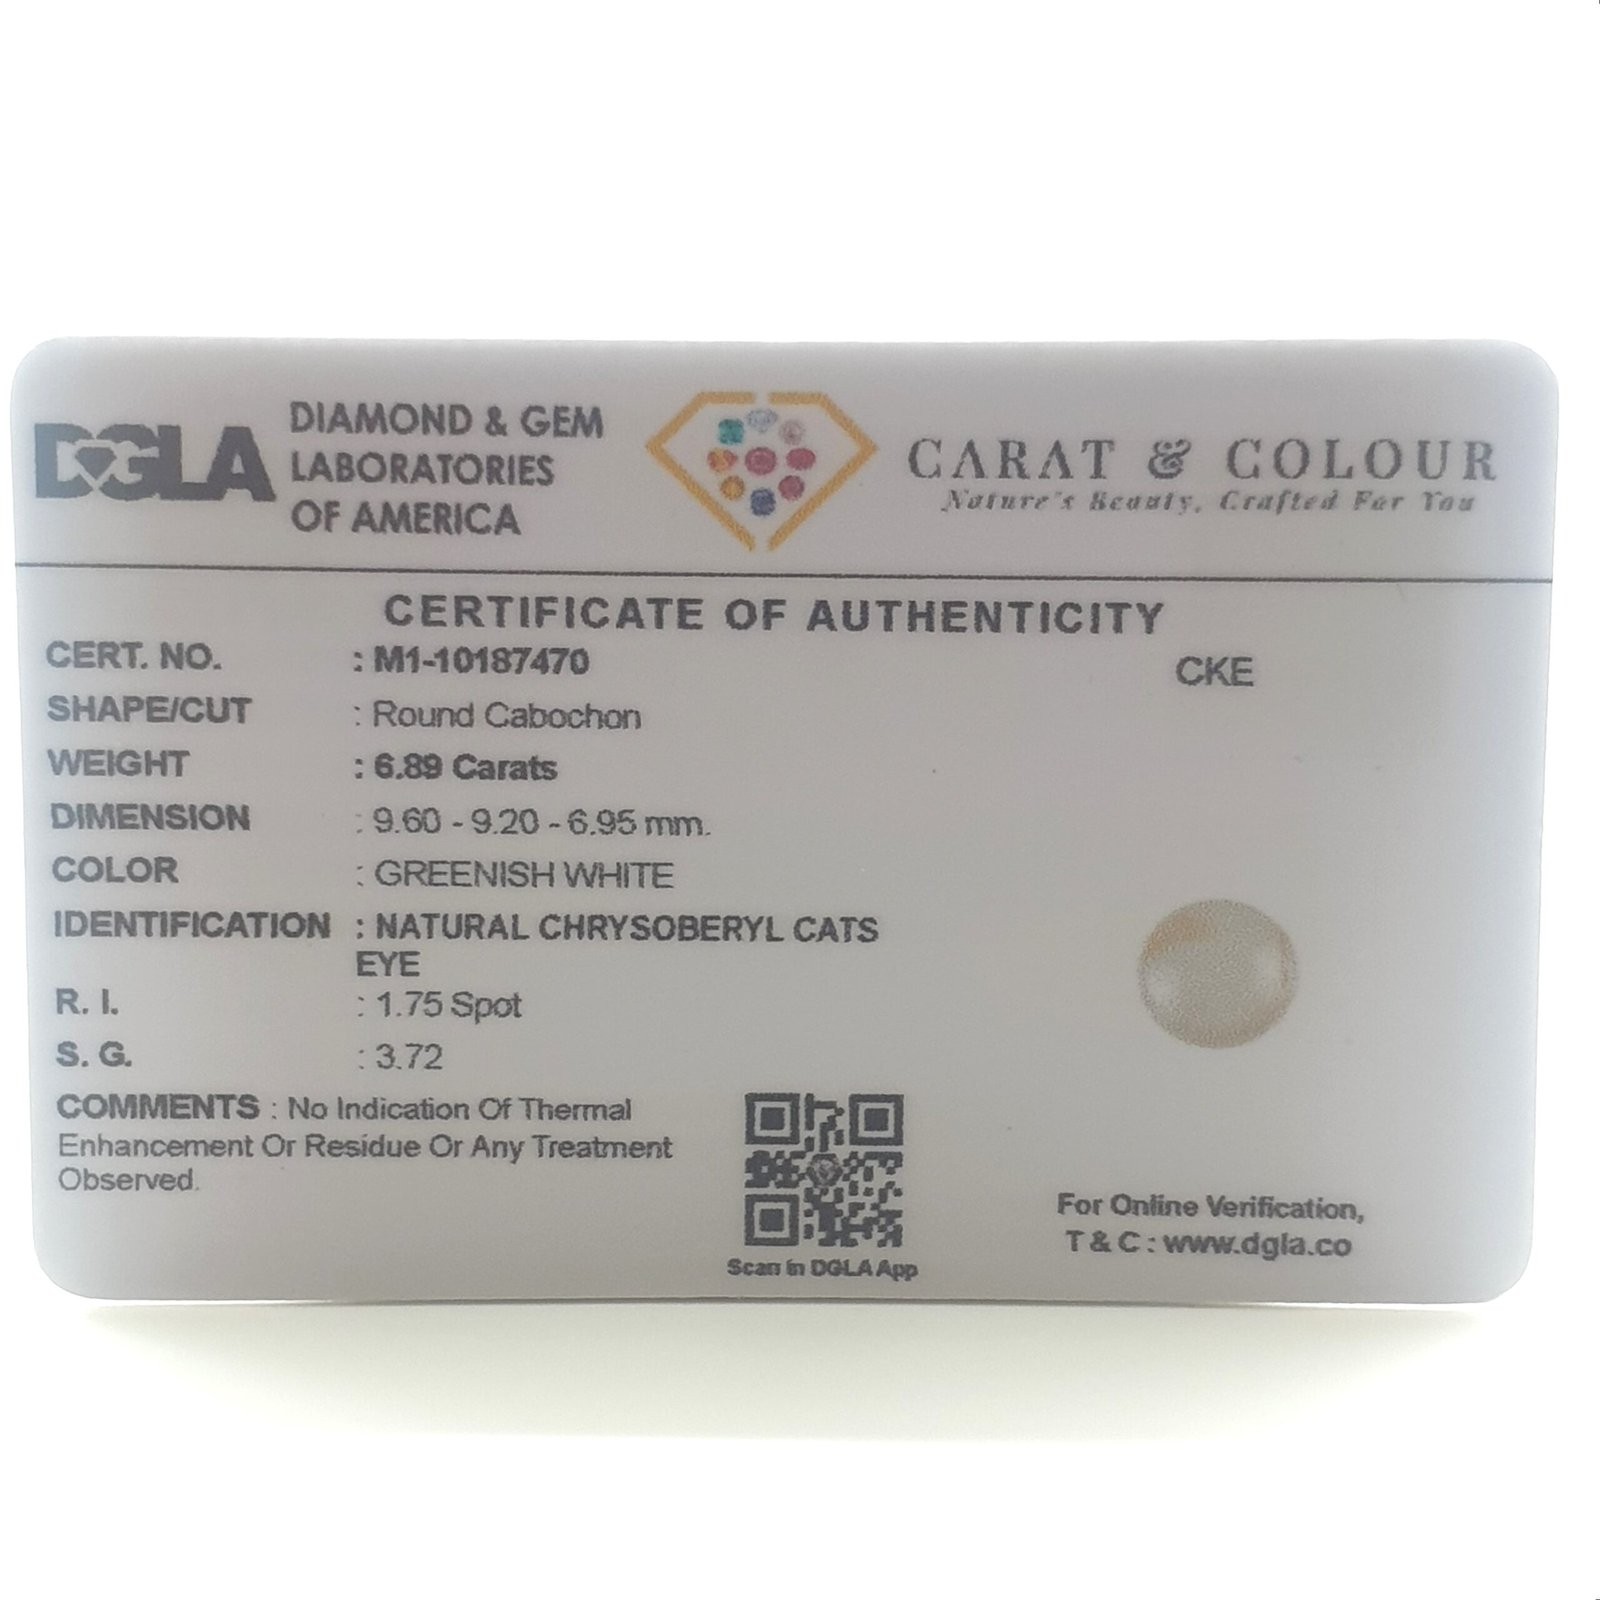 DGLA
DIAMOND & GEM
LABORATORIES
OF AMERICA
CARAT & COLOUR
Nature's Beauty, Crafted For You
CERTIFICATE OF AUTHENTICITY
CERT. NO. : M1-10187470
CKE
SHAPE/CUT : Round Cabochon
WEIGHT : 6.89 Carats
DIMENSION : 9.60 - 9.20 - 6.95 mm.
COLOR : GREENISH WHITE
IDENTIFICATION : NATURAL CHRYSOBERYL CATS
EYE
R. I. : 1.75 Spot
S. G. : 3.72
COMMENTS : No Indication Of Thermal
Enhancement Or Residue Or Any Treatment
Observed.
Scan in DGLA App
For Online Verification,
T & C : www.dgla.co